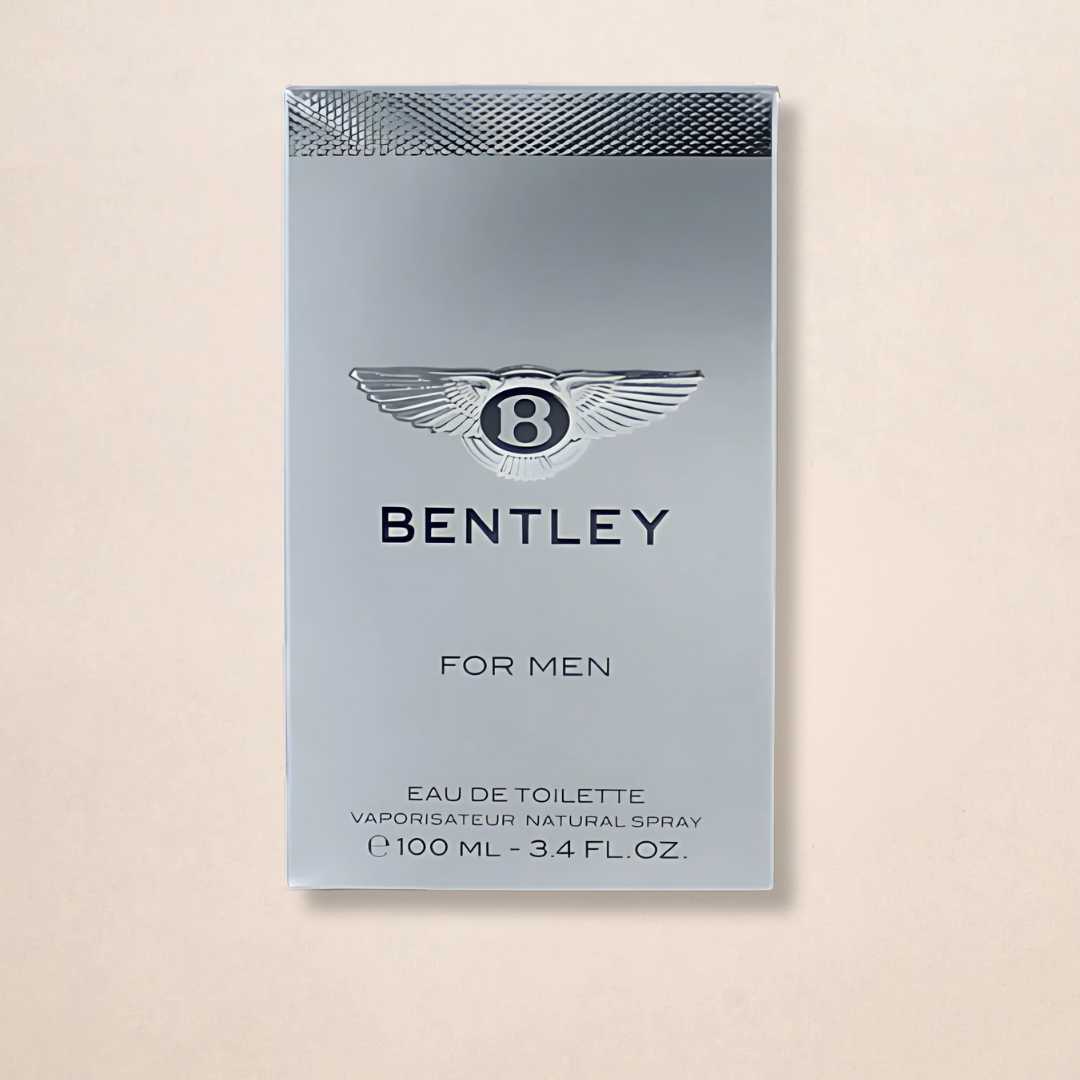 B
BENTLEY
FOR MEN
EAU DE TOILETTE
VAPORISATEUR NATURAL SPRAY
℮ 100 ML - 3.4 FL.OZ.